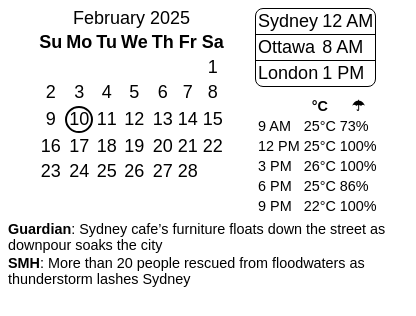 February 2025
Su Mo Tu We Th Fr Sa
1
2 3 4 5 6 7 8
9 10 11 12 13 14 15
16 17 18 19 20 21 22
23 24 25 26 27 28
Sydney 12 AM
Ottawa 8 AM
London 1 PM
°C ☂
9 AM 25°C 73%
12 PM 25°C 100%
3 PM 26°C 100%
6 PM 25°C 86%
9 PM 22°C 100%
Guardian: Sydney cafe's furniture floats down the street as
downpour soaks the city
SMH: More than 20 people rescued from floodwaters as
thunderstorm lashes Sydney